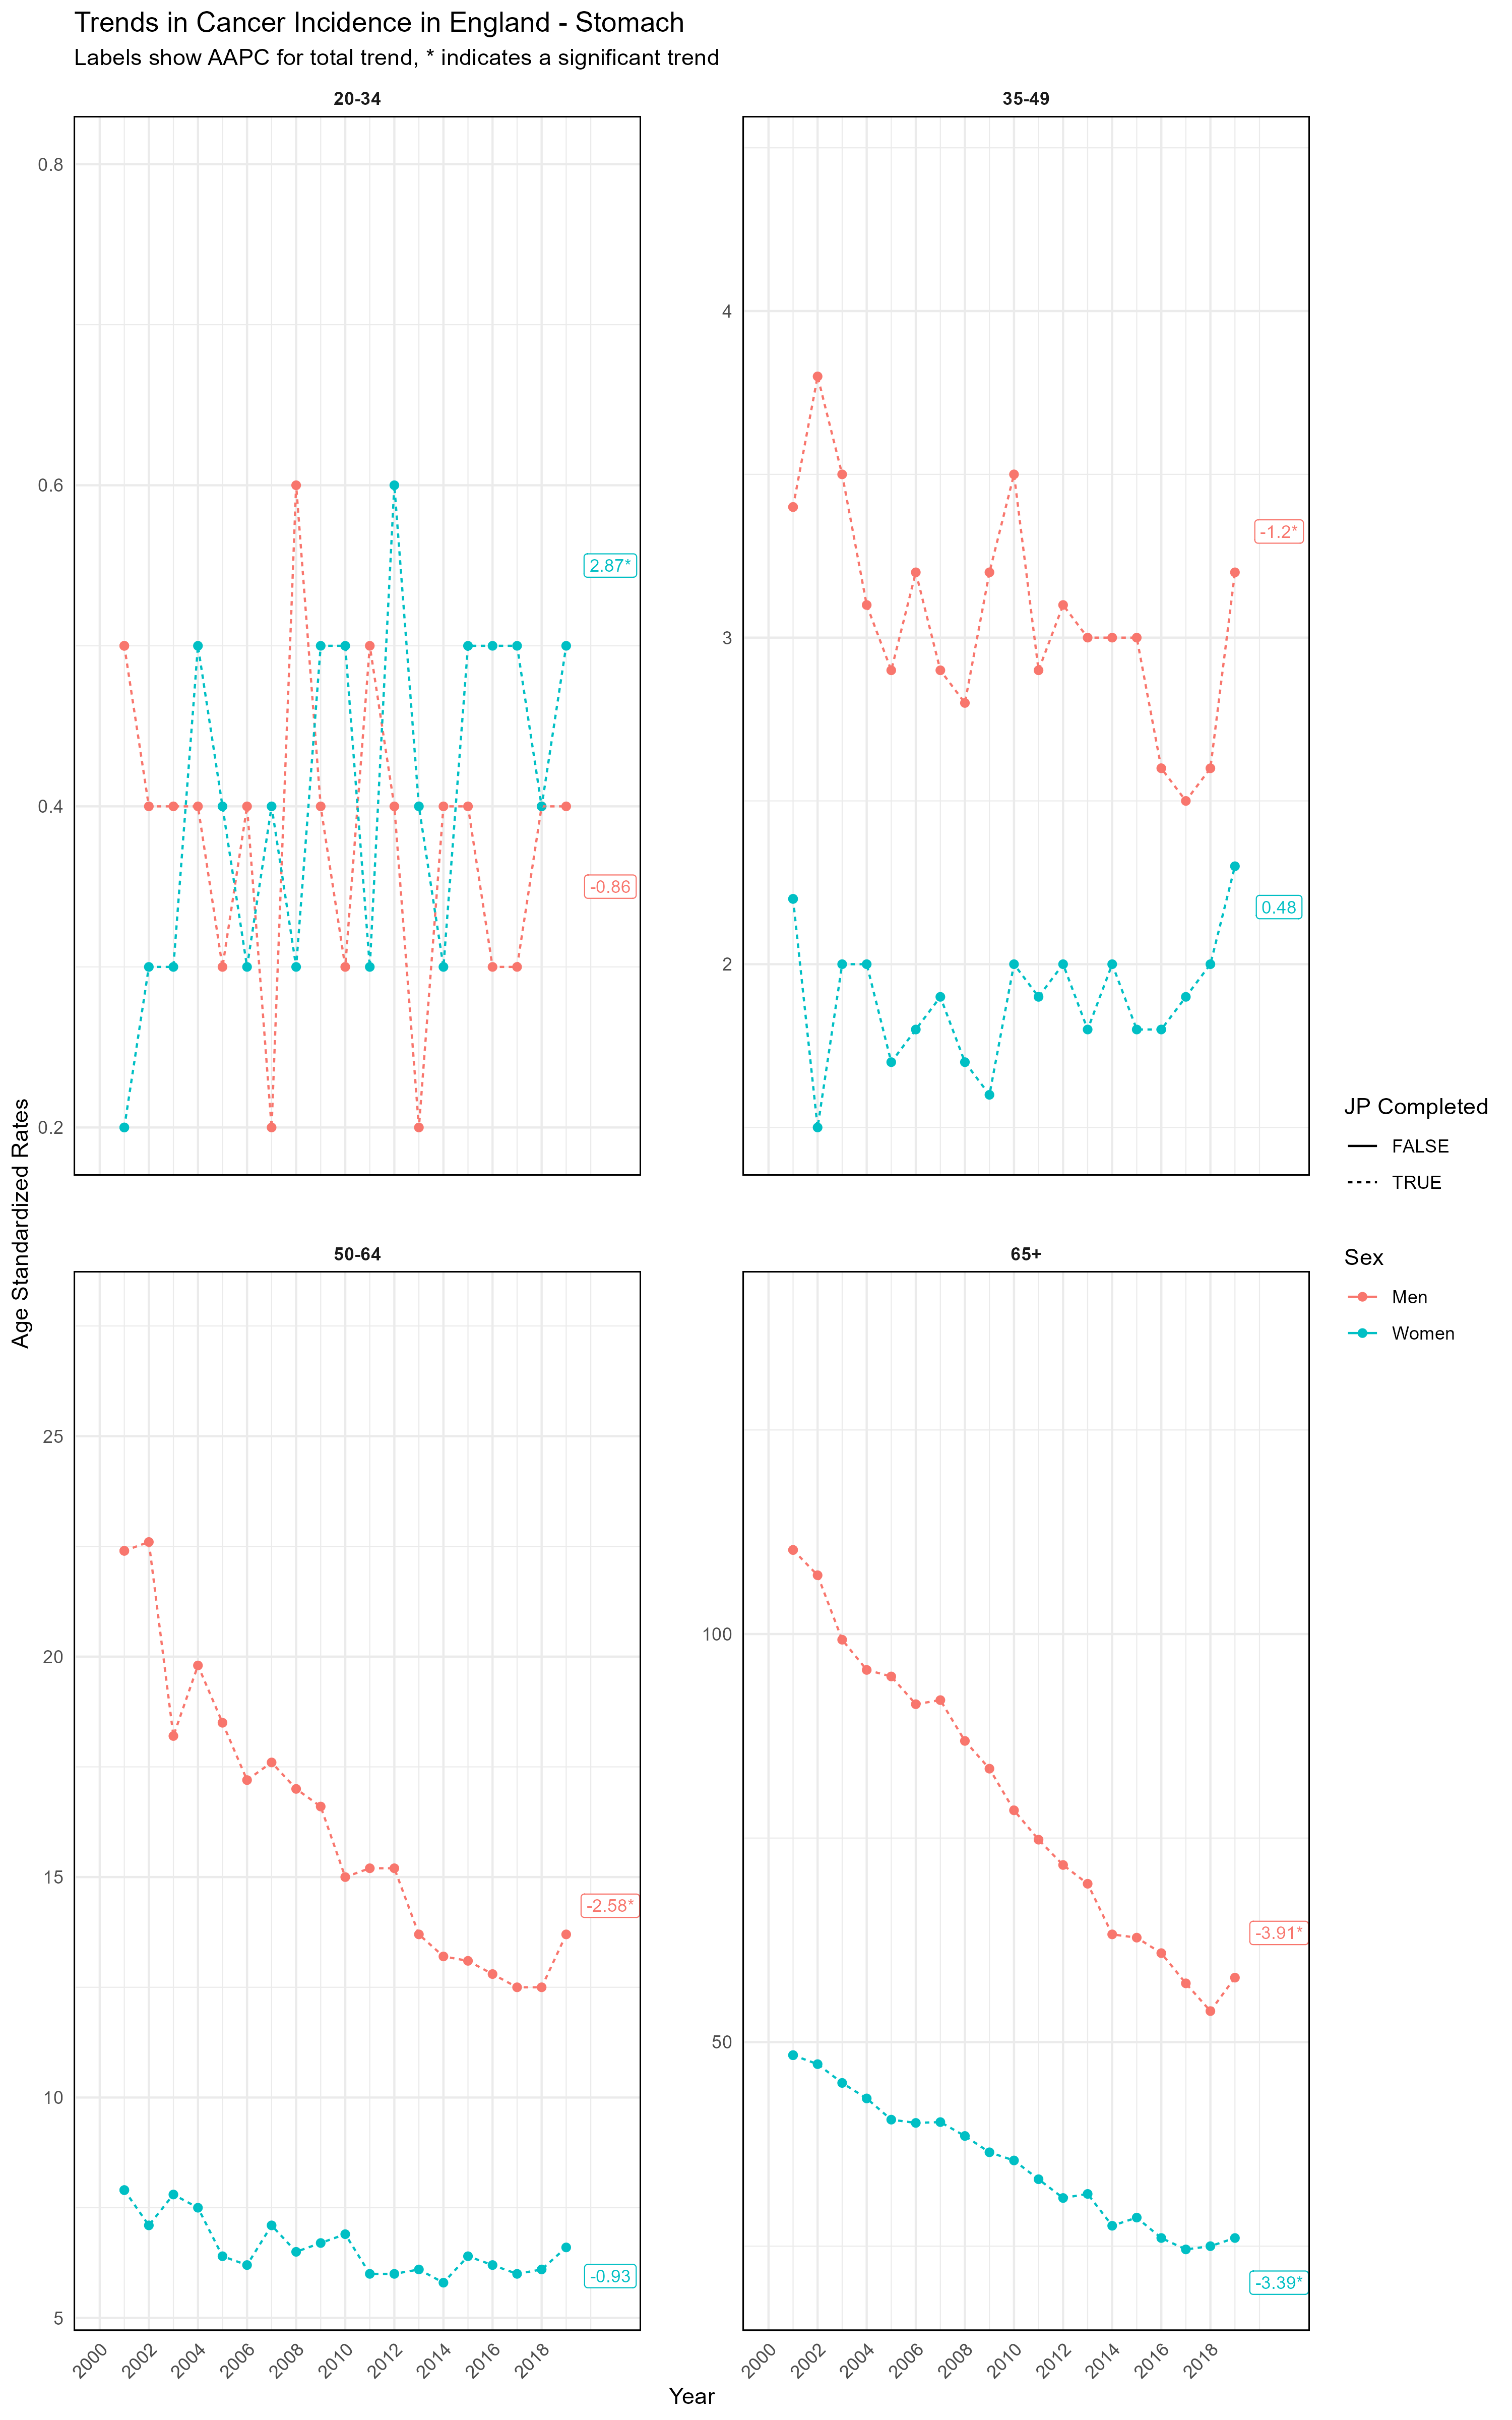 Trends in Cancer Incidence in England - Stomach
Labels show AAPC for total trend, * indicates a significant trend
20-34
35-49
0.8
0.6
0.4
0.2
2.87*
-0.86
4
3
2
-1.2*
0.48
Age Standardized Rates
50-64
65+
25
20
15
10
5
-2.58*
-0.93
100
50
-3.91*
-3.39*
2000 2002 2004 2006 2008 2010 2012 2014 2016 2018
2000 2002 2004 2006 2008 2010 2012 2014 2016 2018
Year
JP Completed
FALSE
TRUE
Sex
Men
Women